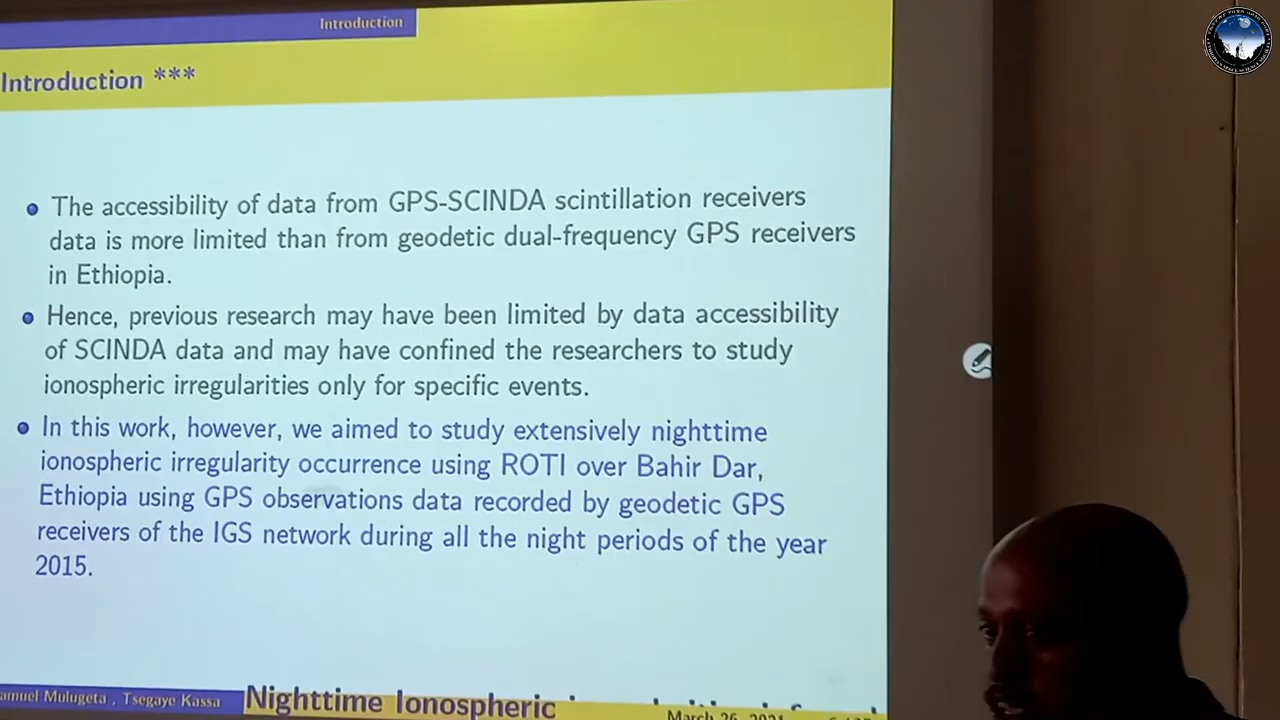 Introduction
Introduction ***
The accessibility of data from GPS-SCINDA scintillation receivers
data is more limited than from geodetic dual-frequency GPS receivers
in Ethiopia.
Hence, previous research may have been limited by data accessibility
of SCINDA data and may have confined the researchers to study
ionospheric irregularities only for specific events.
In this work, however, we aimed to study extensively nighttime
ionospheric irregularity occurrence using ROTI over Bahir Dar,
Ethiopia using GPS observations data recorded by geodetic GPS
receivers of the IGS network during all the night periods of the year
2015.
amuel Mulugeta , Tsegaye Kassa
Nighttime Ionospheric
March 26,